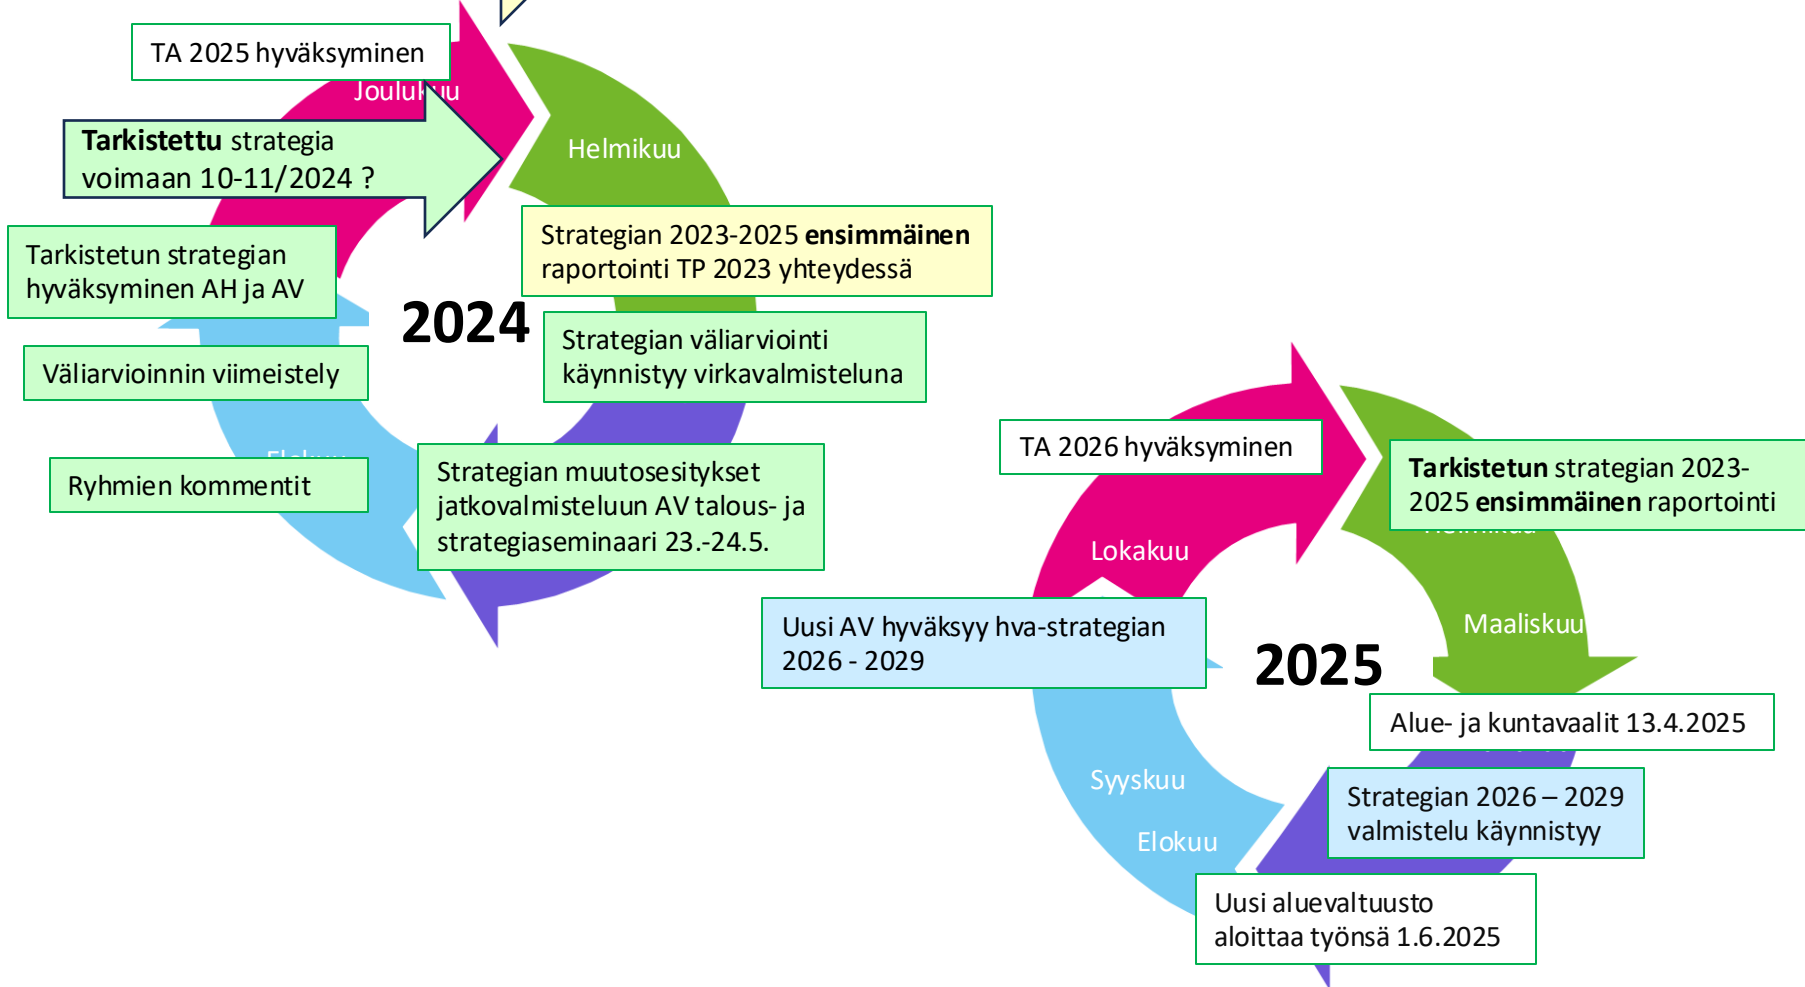 TA 2025 hyväksyminen
Joulukuu
Tarkistettu strategia
voimaan 10-11/2024 ?
Helmikuu
Tarkistetun strategian
hyväksyminen AH ja AV
Strategian 2023-2025 ensimmäinen
raportointi TP 2023 yhteydessä
2024
Strategian väliarviointi
käynnistyy virkavalmisteluna
Väliarvioinnin viimeistely
Elokuu
Ryhmien kommentit
Strategian muutosesitykset
jatkovalmisteluun AV talous- ja
strategiaseminaari 23.-24.5.
TA 2026 hyväksyminen
Tarkistetun strategian 2023-
2025 ensimmäinen raportointi
Helmikuu
Lokakuu
Maaliskuu
Uusi AV hyväksyy hva-strategian
2026 - 2029
2025
Alue- ja kuntavaalit 13.4.2025
Syyskuu
Strategian 2026 – 2029
valmistelu käynnistyy
Elokuu
Uusi aluevaltuusto
aloittaa työnsä 1.6.2025